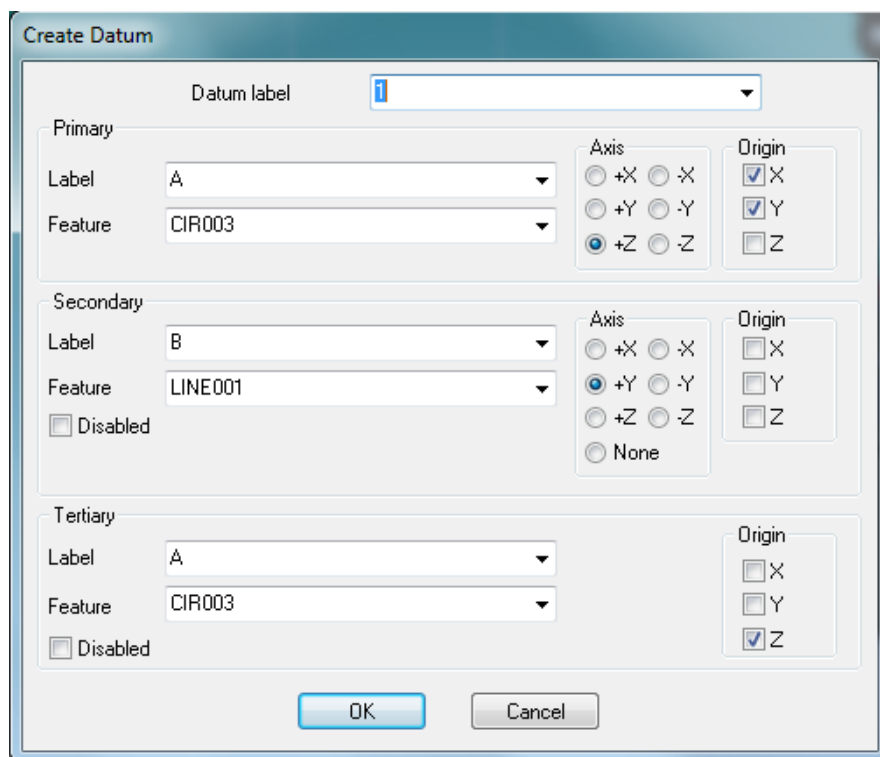 Create Datum
Datum label 1
Primary
Axis Origin
Label A +X -X X
+Y -Y Y
Feature CIR003 +Z -Z Z
Secondary
Axis Origin
Label B +X -X X
Feature LINE001 +Y -Y Y
Disabled +Z -Z Z
None
Tertiary
Origin
Label A X
Feature CIR003 Y
Disabled Z
OK Cancel